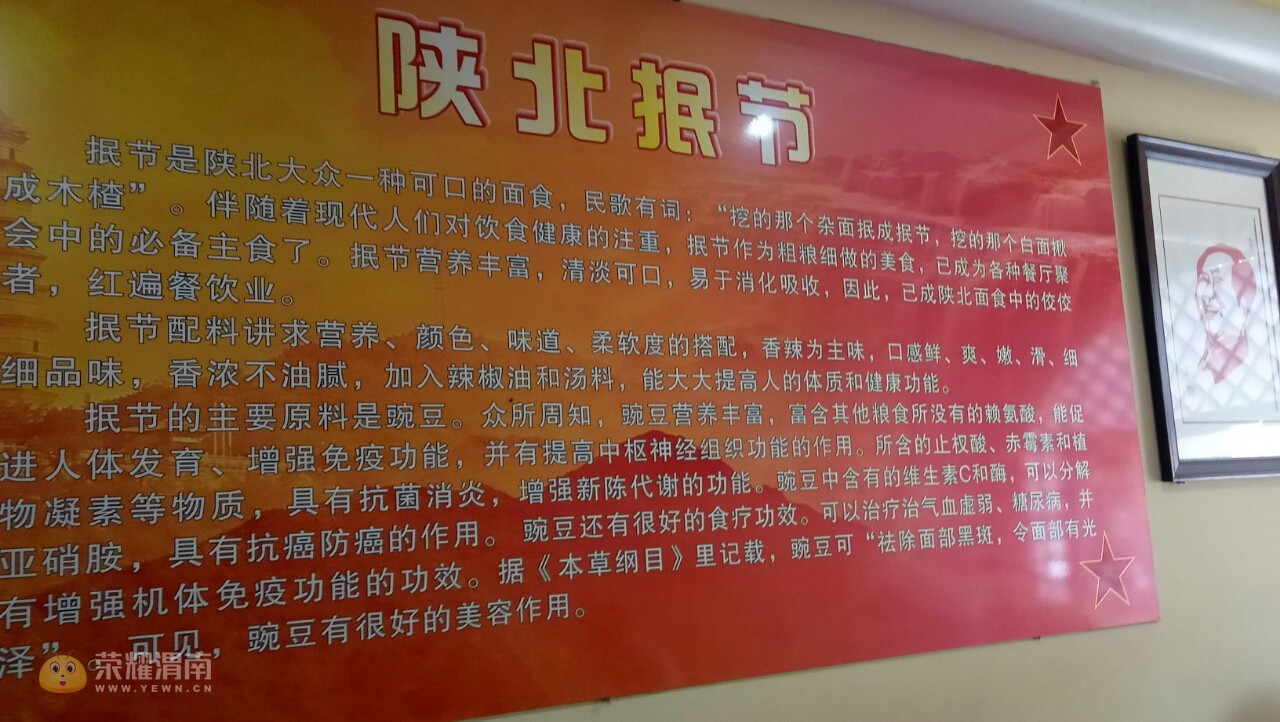 陕北抿节
抿节是陕北大众一种可口的面食，民歌有词：“挖的那个杂面抿成抿节，挖的那个白面揪
成木楂”。伴随着现代人们对饮食健康的注重，抿节作为粗粮细做的美食，已成为各种餐厅聚
会中的必备主食了。抿节营养丰富，清淡可口，易于消化吸收，因此，已成陕北面食中的佼佼
者，红遍餐饮业。
抿节配料讲求营养、颜色、味道、柔软度的搭配，香辣为主味，口感鲜、爽、嫩、滑、细
细品味，香浓不油腻，加入辣椒油和汤料，能大大提高人的体质和健康功能。
抿节的主要原料是豌豆。众所周知，豌豆营养丰富，富含其他粮食所没有的赖氨酸，能促
进人体发育、增强免疫功能，并有提高中枢神经组织功能的作用。所含的止杈酸、赤霉素和植
物凝素等物质，具有抗菌消炎，增强新陈代谢的功能。豌豆中含有的维生素C和酶，可以分解
亚硝胺，具有抗癌防癌的作用。豌豆还有很好的食疗功效。可以治疗治气血虚弱、糖尿病，并
有增强机体免疫功能的功效。据《本草纲目》里记载，豌豆可“祛除面部黑斑，令面部有光
泽”。可见，豌豆有很好的美容作用。
荣耀渭南
WWW.YEWN.CN